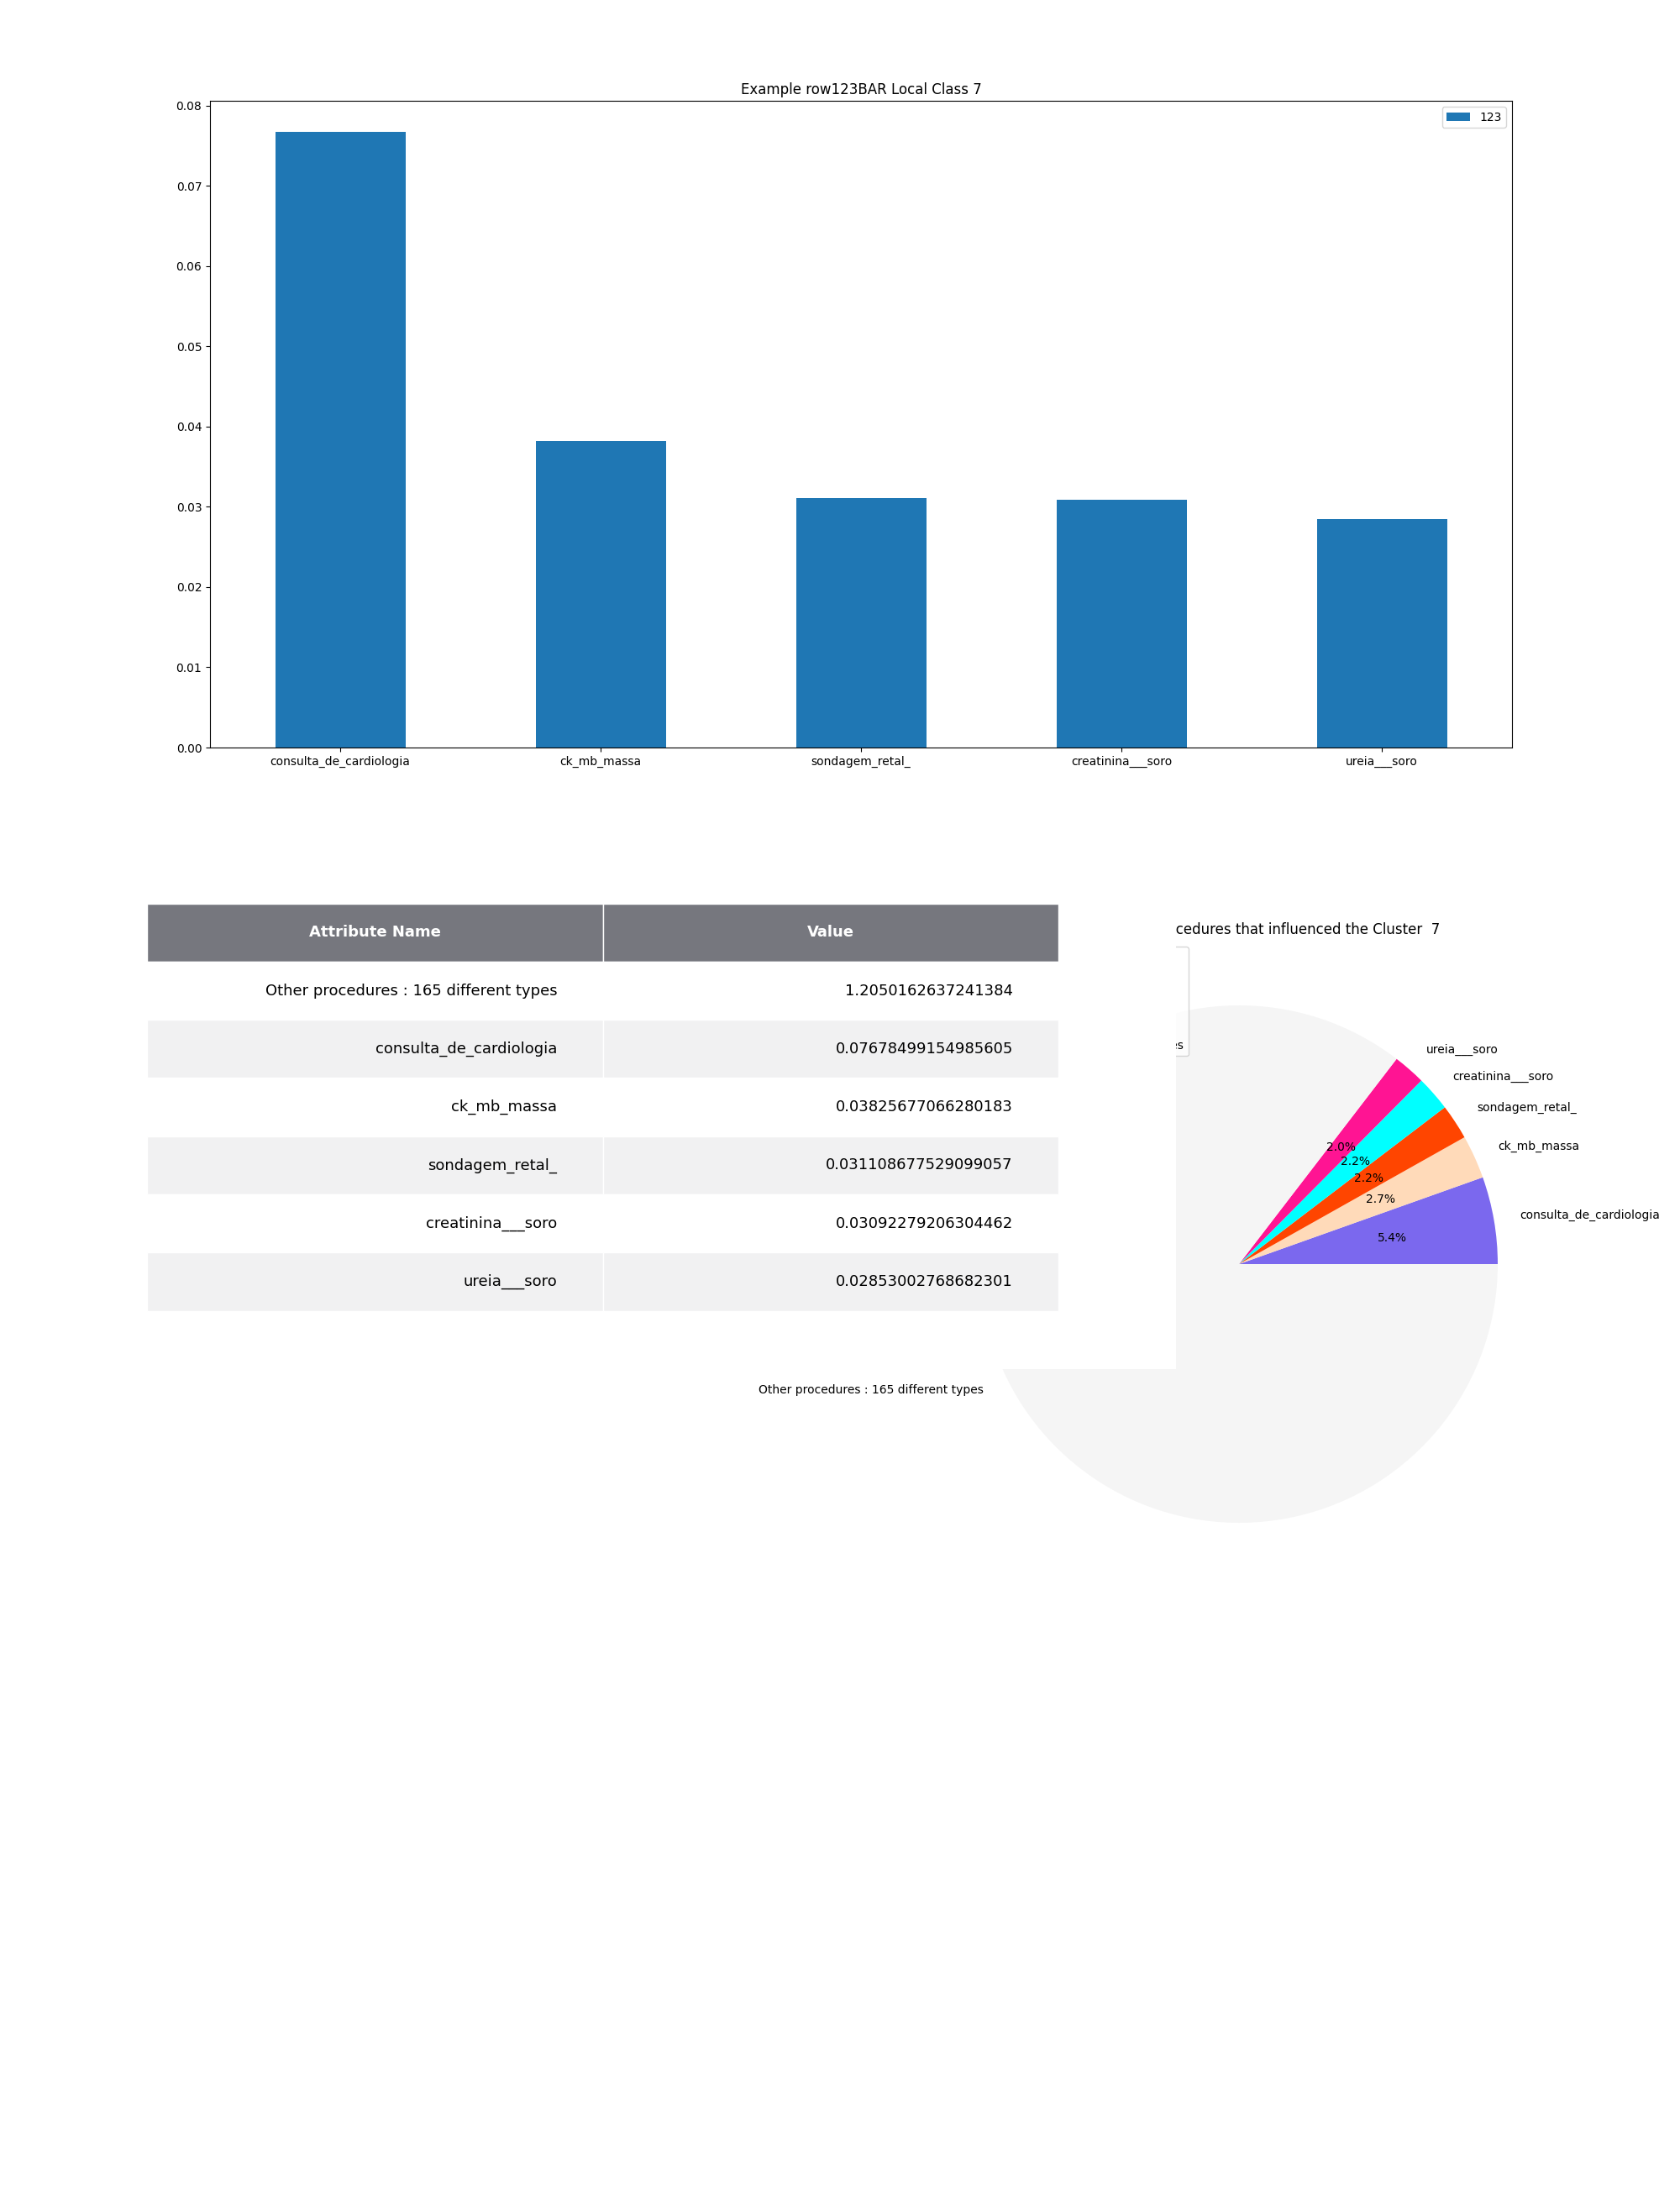 Example row123BAR Local Class 7
123
0.08
0.07
0.06
0.05
0.04
0.03
0.02
0.01
0.00
consulta_de_cardiologia
ck_mb_massa
sondagem_retal_
creatinina___soro
ureia___soro
Attribute Name Value
Other procedures : 165 different types 1.2050162637241384
consulta_de_cardiologia 0.07678499154985605
ck_mb_massa 0.03825677066280183
sondagem_retal_ 0.031108677529099057
creatinina___soro 0.03092279206304462
ureia___soro 0.02853002768682301
cedures that influenced the Cluster 7
ureia___soro
creatinina___soro
sondagem_retal_
ck_mb_massa
consulta_de_cardiologia
2.0%
2.2%
2.2%
2.7%
5.4%
Other procedures : 165 different types